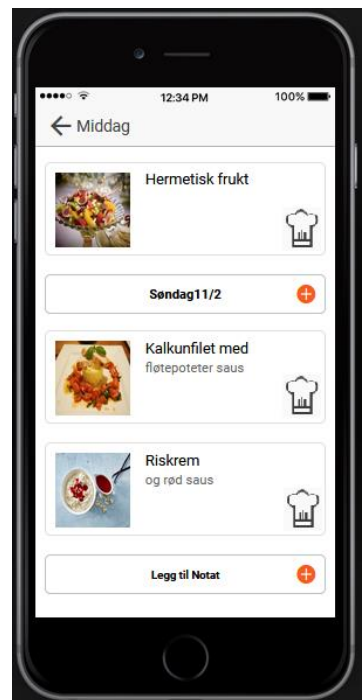 12:34 PM
100%
Middag
Hermetisk frukt
Søndag11/2
Kalkunfilet med
fløtepoteter saus
Riskrem
og rød saus
Legg til Notat